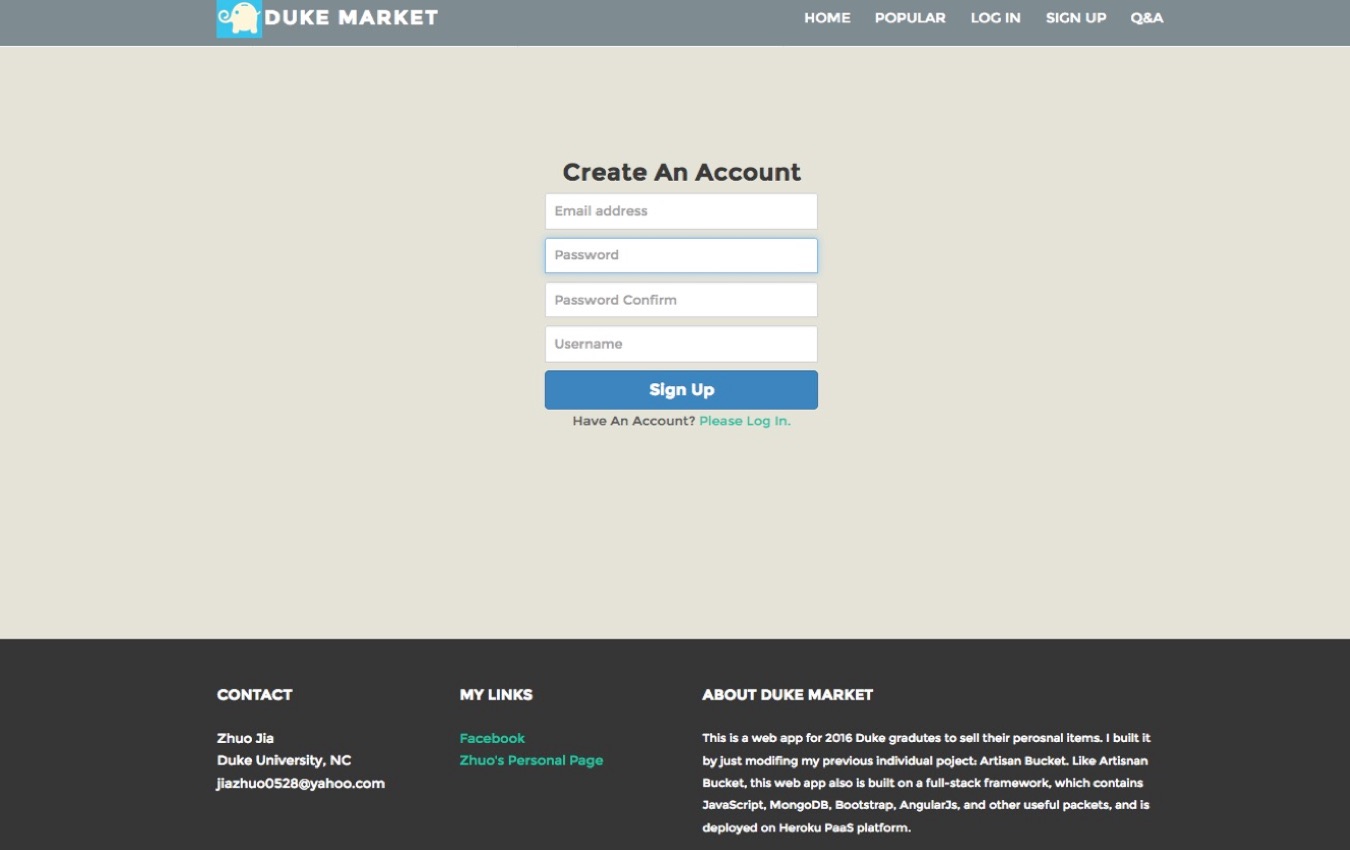 DUKE MARKET
HOME POPULAR LOG IN SIGN UP Q&A
Create An Account
Email address
Password
Password Confirm
Username
Sign Up
Have An Account? Please Log In.
CONTACT
Zhuo Jia
Duke University, NC
jiazhuo0528@yahoo.com
MY LINKS
Facebook
Zhuo's Personal Page
ABOUT DUKE MARKET
This is a web app for 2016 Duke gradutes to sell their perosnal items. I built it
by just modifing my previous individual poject: Artisan Bucket. Like Artisnan
Bucket, this web app also is built on a full-stack framework, which contains
JavaScript, MongoDB, Bootstrap, AngularJs, and other useful packets, and is
deployed on Heroku PaaS platform.